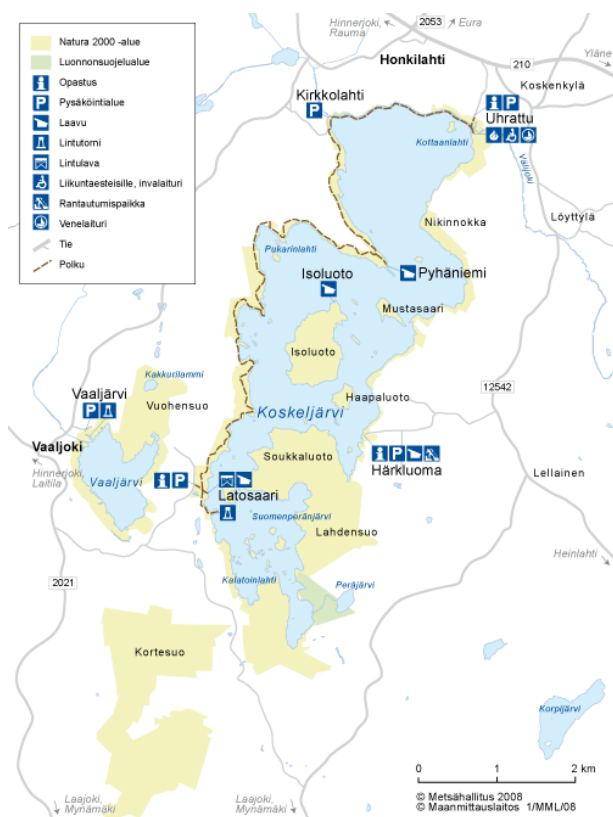 Natura 2000 -alue
Luonnonsuojelualue
Opastus
P
Pysäköintialue
Laavu
Lintutorni
Lintulava
Liikuntaesteisille, invalaituri
Rantautumispaikka
Venelaituri
Tie
Polku
Hinnerjoki,
Rauma
2053
Eura
Honkilahti
210
Yläne
Koskenkylä
Kirkkolahti
P
P
Uhrattu
Kottaanlahti
Välijoki
Löyttylä
Nikinnokka
Pukarinlahti
Isoluoto
Pyhäniemi
Mustasaari
Isoluoto
Kakkurilammi
Vaaljärvi
P
Vuohensuo
Koskeljärvi
Haapaluoto
12542
Vaaljoki
Hinnerjoki,
Laitila
Vaaljärvi
P
Soukkaluoto
P
Härkluoma
Lellainen
Latosaari
Suomenperänjärvi
Lahdensuo
Heinlahti
2021
Kalatoinlahti
Peräjärvi
Kortesuo
Korpijärvi
Laajoki,
Mynämäki
Laajoki,
Mynämäki
0 1 2 km
© Metsähallitus 2008
© Maanmittauslaitos 1/MML/08